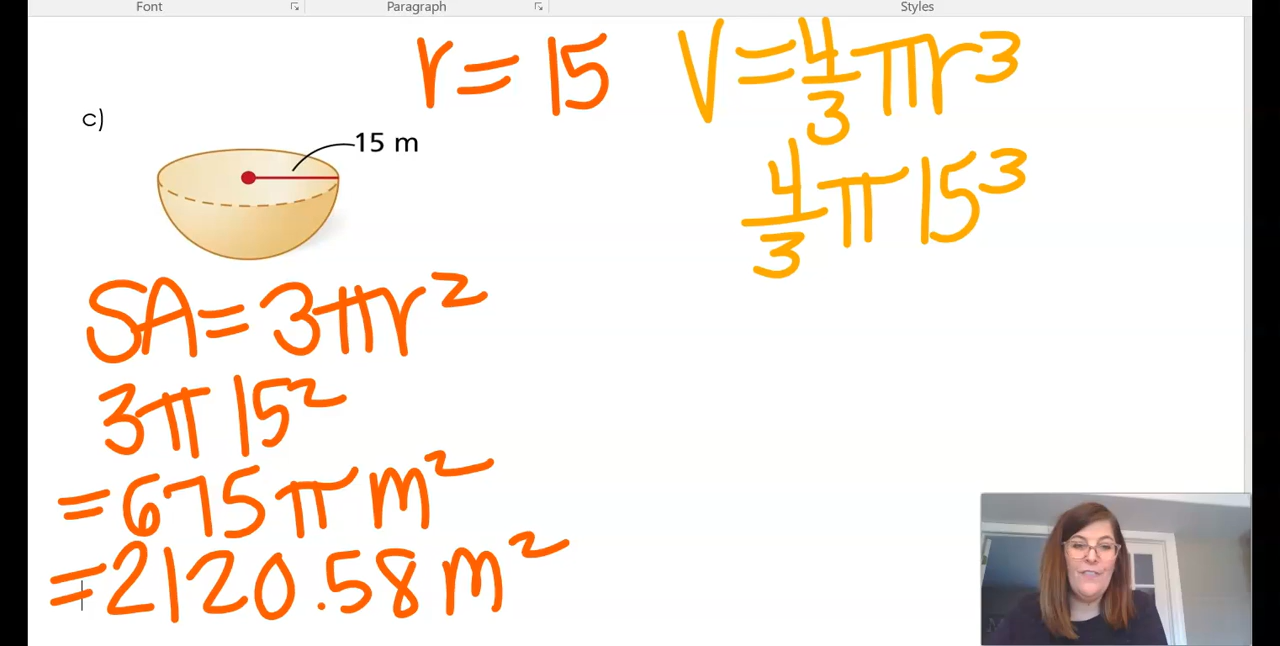 Font Paragraph Styles
r = 15
V = 4/3 πr³
c)
15 m
4/3 π 15³
SA = 3πr²
3π 15²
= 675π m²
= 2120.58 m²